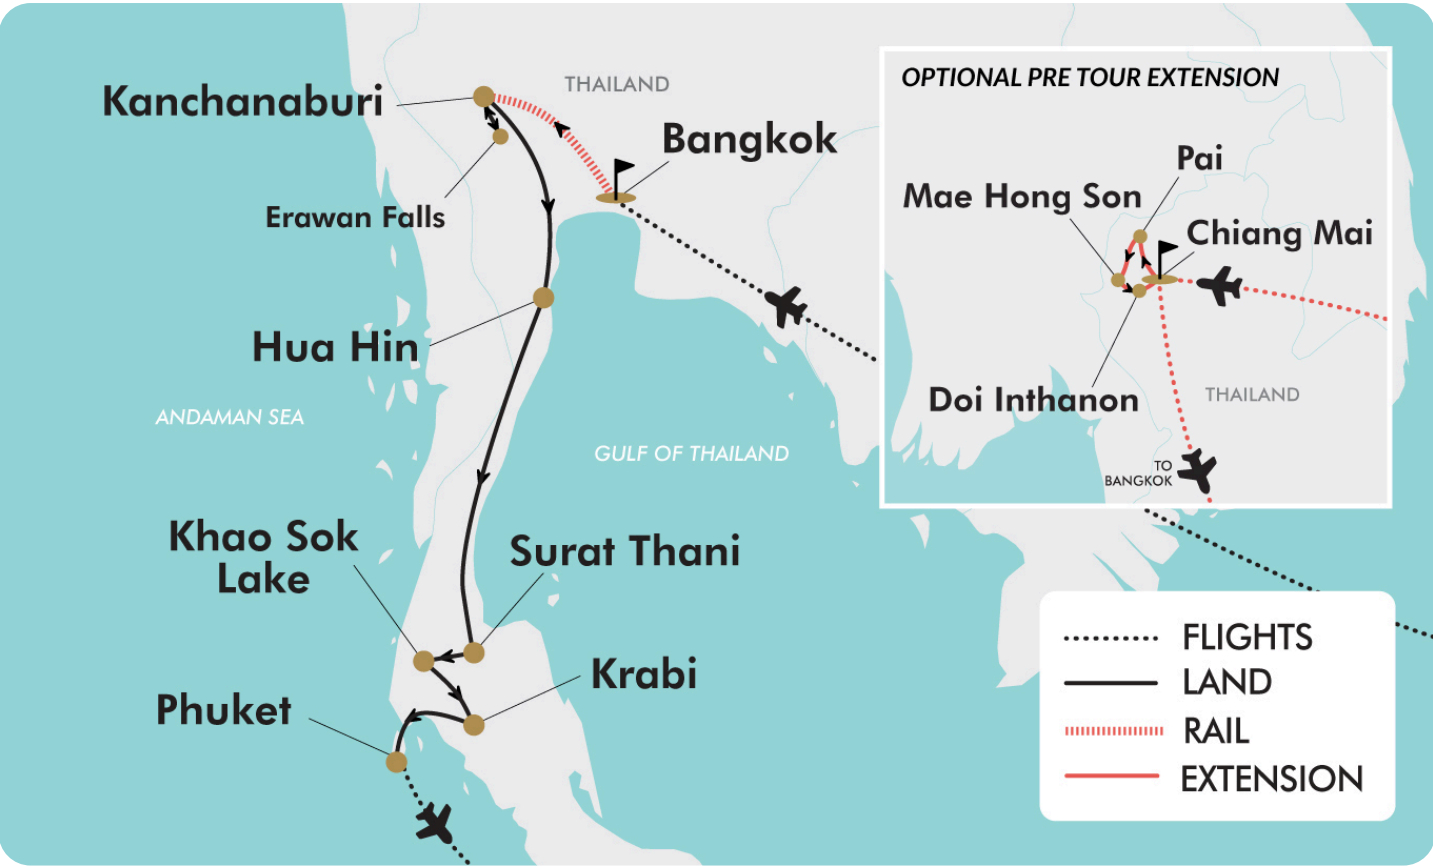 OPTIONAL PRE TOUR EXTENSION
THAILAND
Kanchanaburi
Bangkok
Erawan Falls
Pai
Mae Hong Son
Chiang Mai
Hua Hin
Doi Inthanon
THAILAND
ANDAMAN SEA
GULF OF THAILAND
TO
BANGKOK
Khao Sok
Lake
Surat Thani
Krabi
Phuket
FLIGHTS
LAND
RAIL
EXTENSION